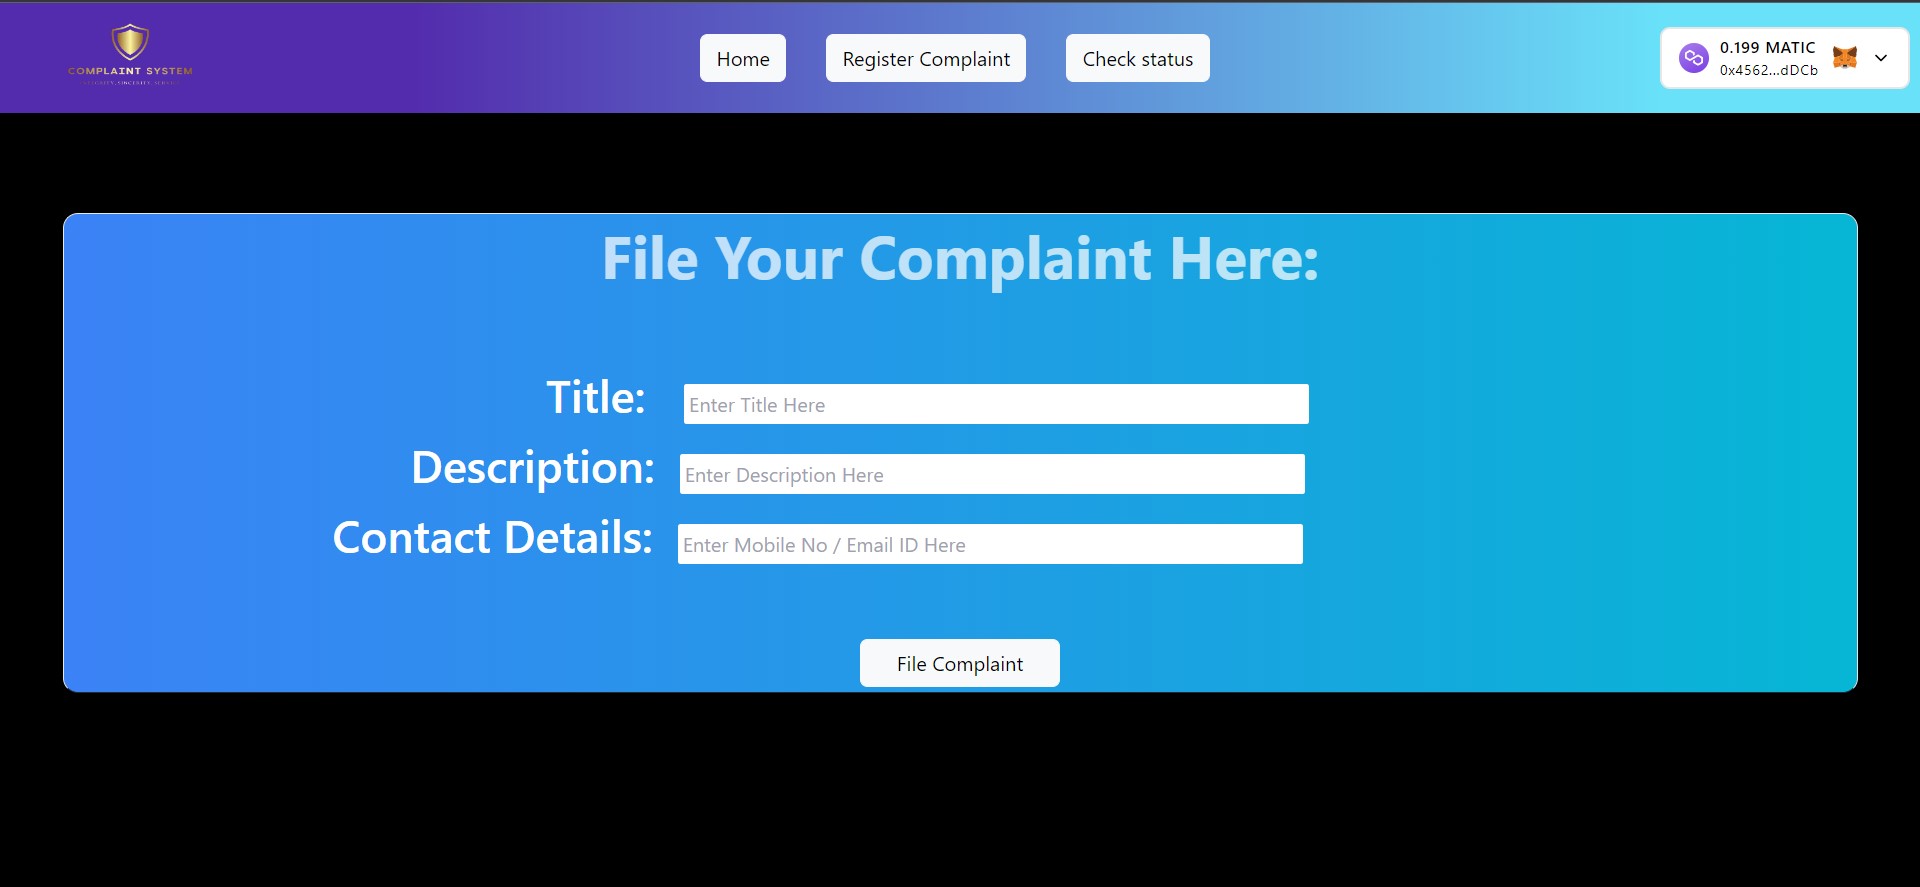 COMPLAINT SYSTEM
Home
Register Complaint
Check status
0.199 MATIC
0x4562...dDCb
File Your Complaint Here:
Title:
Enter Title Here
Description:
Enter Description Here
Contact Details:
Enter Mobile No / Email ID Here
File Complaint